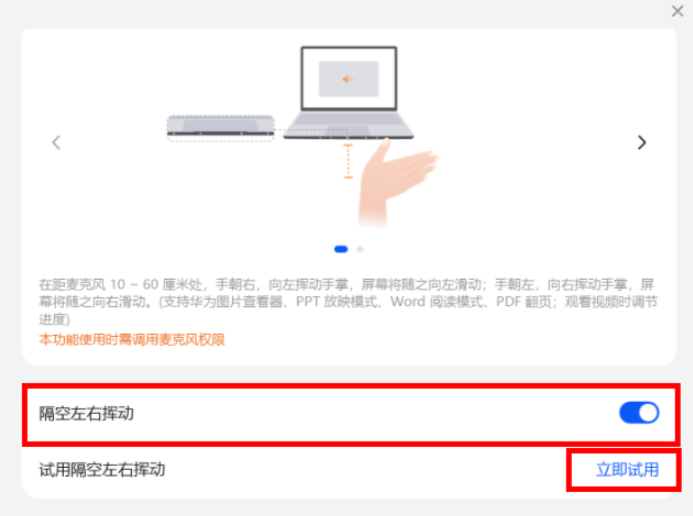 在距麦克风 10 ~ 60 厘米处，手朝右，向左挥动手掌，屏幕将随之向左滑动；手朝左，向右挥动手掌，屏
幕将随之向右滑动。(支持华为图片查看器、PPT 放映模式、Word 阅读模式、PDF 翻页；观看视频时调节
进度)
本功能使用时需调用麦克风权限
隔空左右挥动
试用隔空左右挥动 立即试用